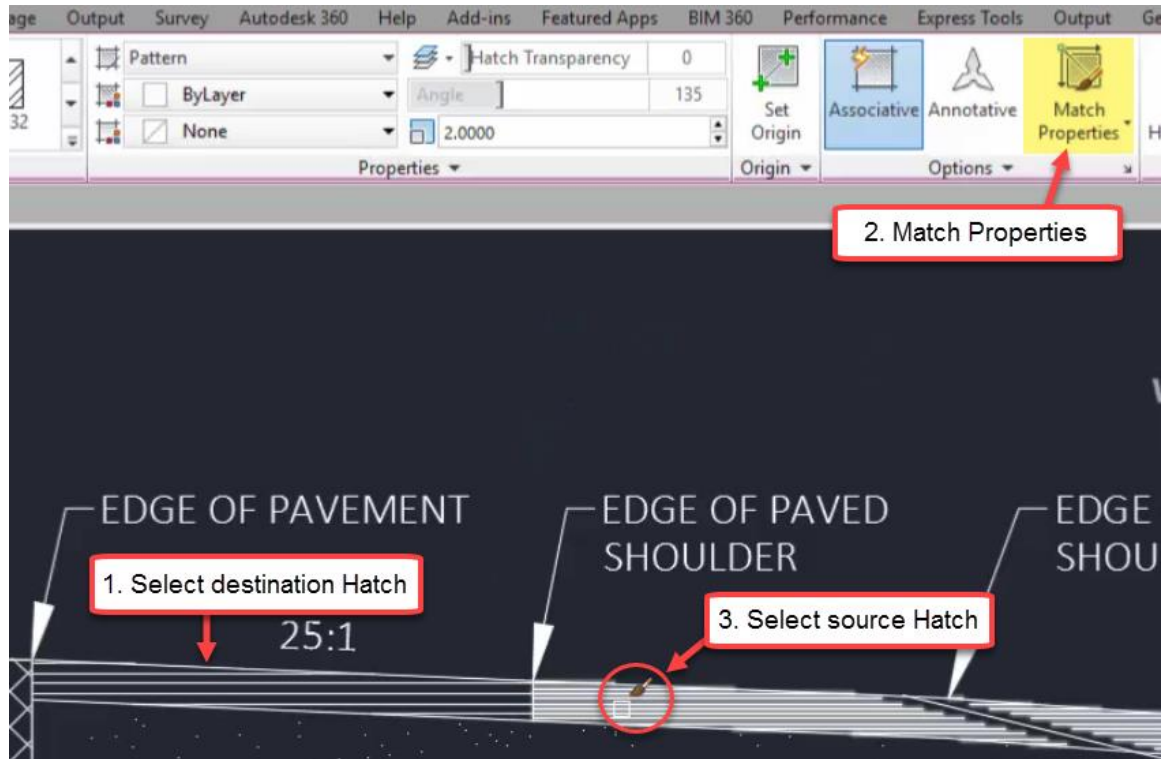 Output Survey Autodesk 360 Help Add-ins Featured Apps BIM 360 Performance Express Tools Output
Pattern
Hatch Transparency 0
ByLayer
Angle 135
32
None
2.0000
Set
Origin
Associative
Annotative
Match
Properties
Properties
Origin
Options
2. Match Properties
EDGE OF PAVEMENT
EDGE OF PAVED
SHOULDER
EDGE
SHOU
1. Select destination Hatch
25:1
3. Select source Hatch